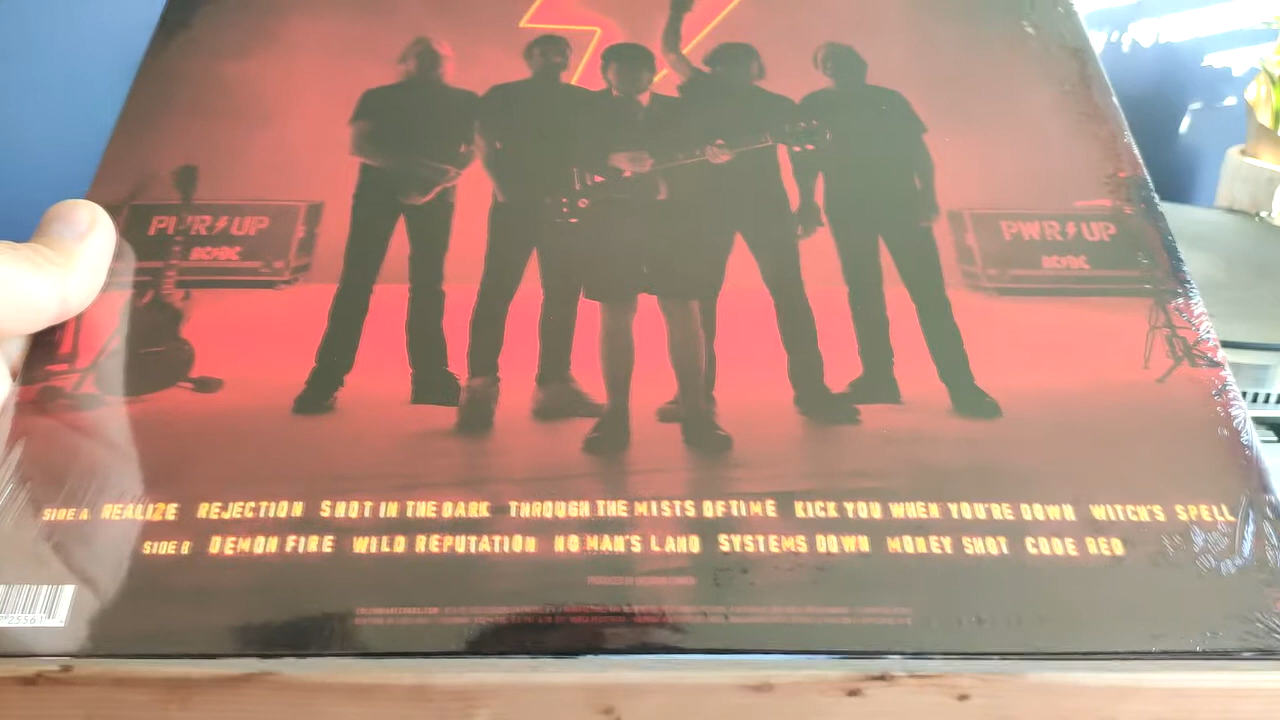 PWR UP
AC/DC
PWR UP
AC/DC
SIDE A REALIZE REJECTION SHOT IN THE DARK THROUGH THE MISTS OF TIME KICK YOU WHEN YOU'RE DOWN WITCH'S SPELL
SIDE B DEMON FIRE WILD REPUTATION NO MAN'S LAND SYSTEMS DOWN MONEY SHOT CODE RED
PRODUCED BY